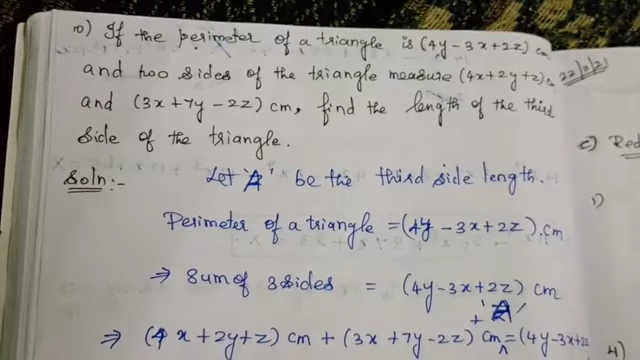 10) If the perimeter of a triangle is (4y-3x+2z) cm
and two sides of the triangle measure (4x+2y+z) cm
and (3x+7y-2z) cm, find the length of the third
side of the triangle.
Soln:- Let 'A' be the third side length.
Perimeter of a triangle = (4y-3x+2z).cm
⇒ Sum of 3 sides = (4y-3x+2z) cm
+ 'A'
⇒ (4x+2y+z) cm + (3x+7y-2z) cm = (4y-3x+2z
c) Red
1)
4)